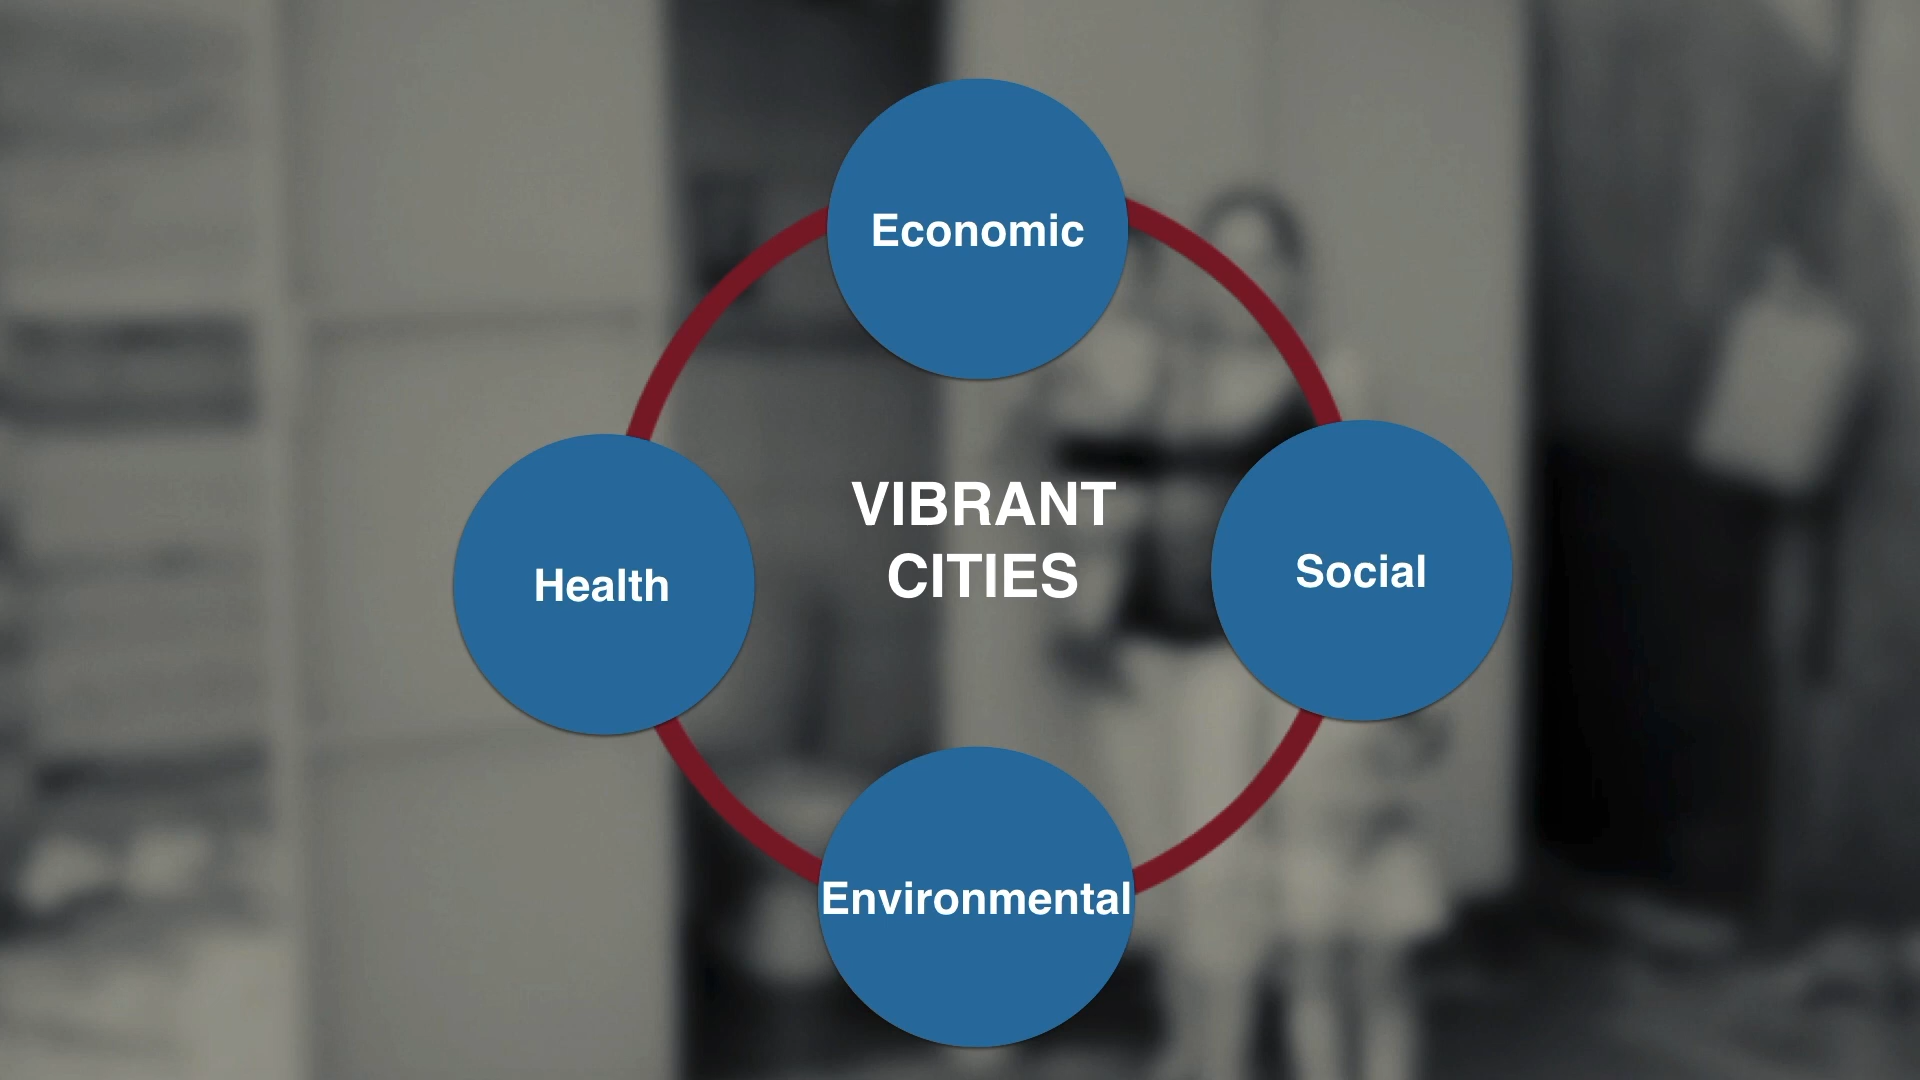 Economic
VIBRANT
CITIES
Health
Social
Environmental